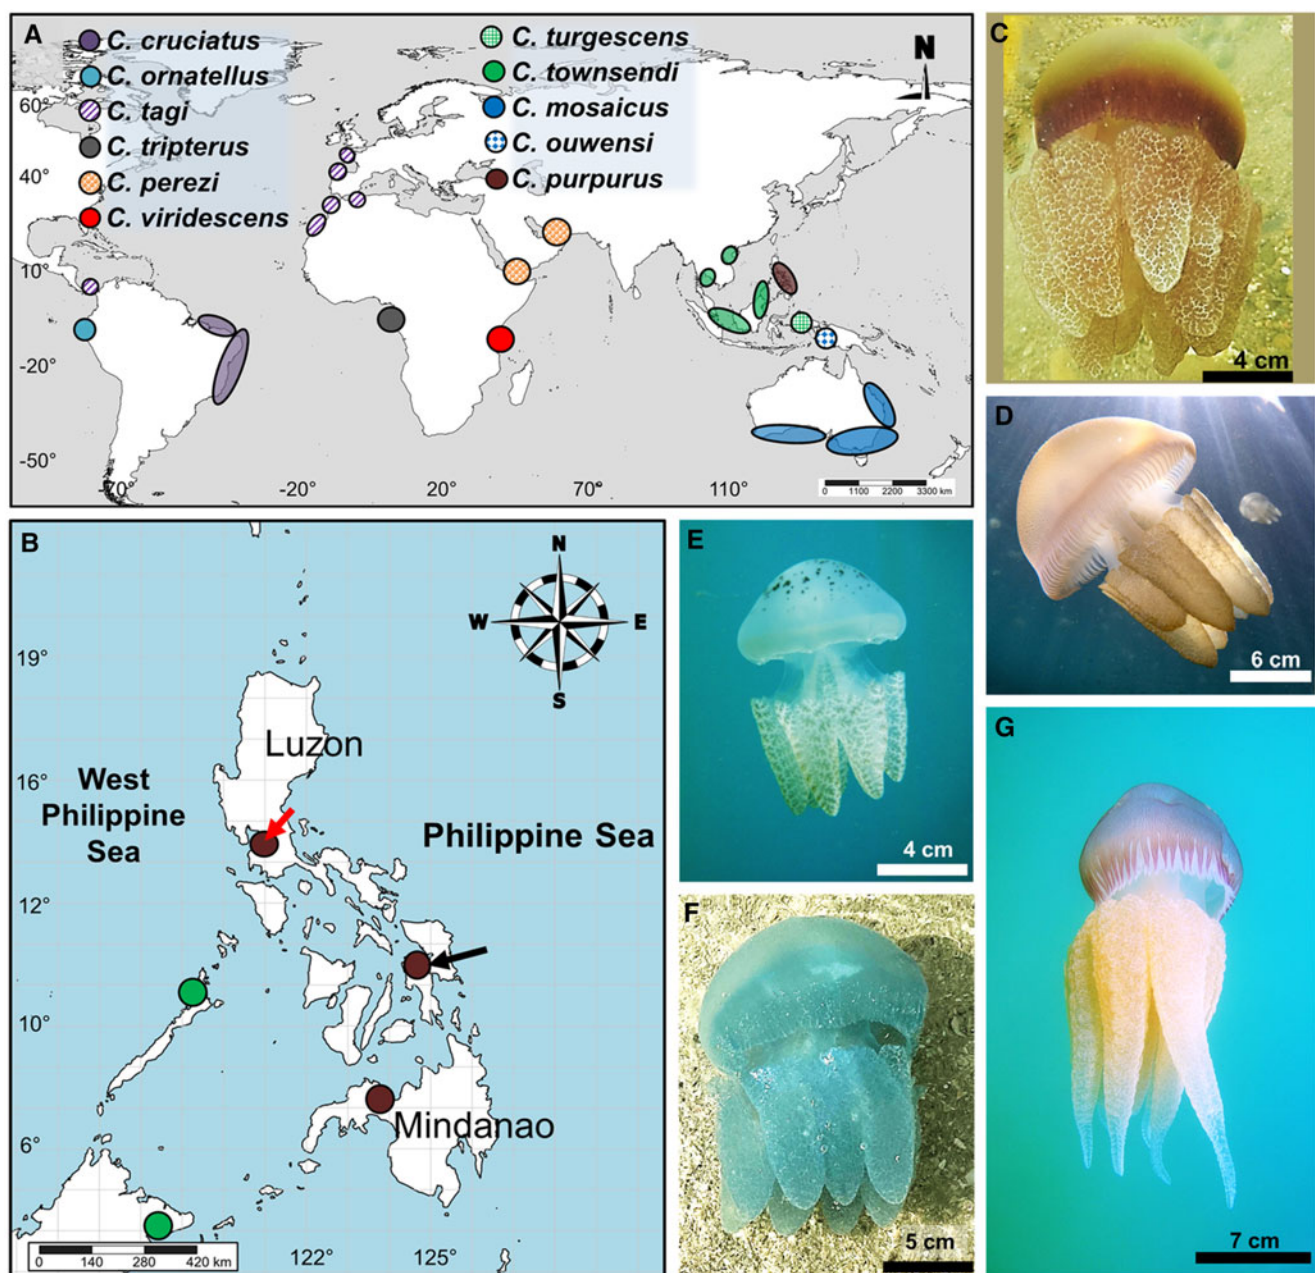 A
C. cruciatus
C. ornatellus
C. tagi
C. tripterus
C. perezi
C. viridescens
C. turgescens
C. townsendi
C. mosaicus
C. ouwensi
C. purpurus
N
60°
40°
10°
-20°
-50°
-70°
-20°
20°
70°
110°
0 1100 2200 3300 km
B
N
W
E
S
19°
16°
12°
10°
6°
Luzon
West
Philippine
Sea
Philippine Sea
Mindanao
0 140 280 420 km
122°
125°
C
4 cm
D
6 cm
E
4 cm
F
5 cm
G
7 cm